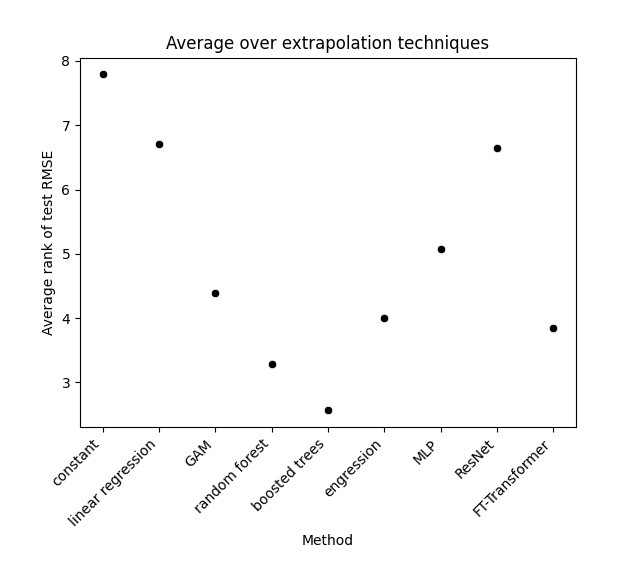 Average over extrapolation techniques
Average rank of test RMSE
8
7
6
5
4
3
constant
linear regression
GAM
random forest
boosted trees
engression
MLP
ResNet
FT-Transformer
Method